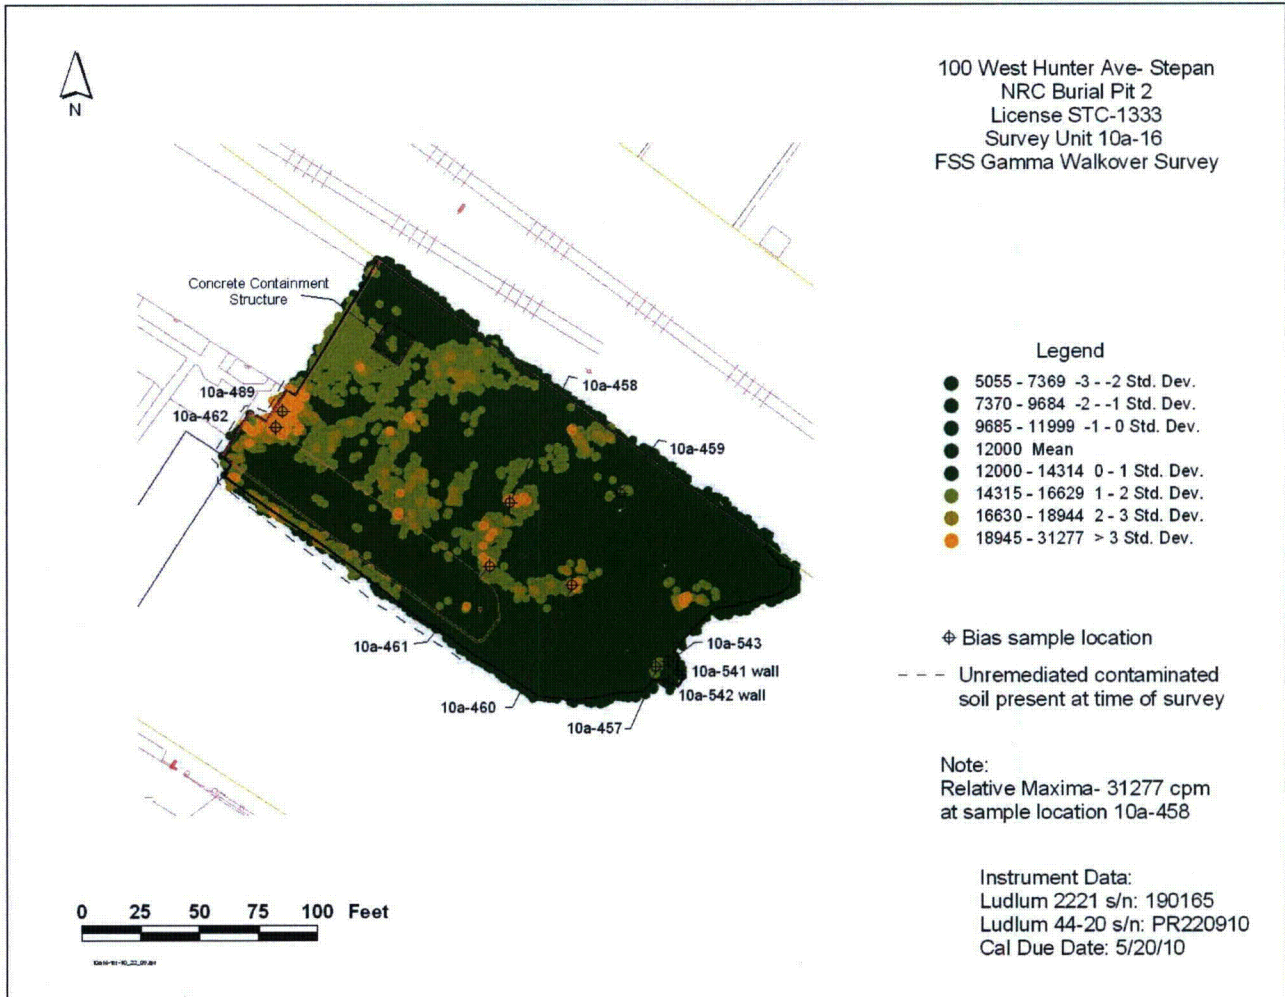 100 West Hunter Ave- Stepan
NRC Burial Pit 2
License STC-1333
Survey Unit 10a-16
FSS Gamma Walkover Survey
N
Concrete Containment
Structure
10a-489
10a-462
10a-458
10a-459
10a-461
10a-460
10a-457
10a-543
10a-541 wall
10a-542 wall
Legend
5055 - 7369 -3 - -2 Std. Dev.
7370 - 9684 -2 - -1 Std. Dev.
9685 - 11999 -1 - 0 Std. Dev.
12000 Mean
12000 - 14314 0 - 1 Std. Dev.
14315 - 16629 1 - 2 Std. Dev.
16630 - 18944 2 - 3 Std. Dev.
18945 - 31277 > 3 Std. Dev.
Bias sample location
Unremediated contaminated
soil present at time of survey
Note:
Relative Maxima- 31277 cpm
at sample location 10a-458
Instrument Data:
Ludlum 2221 s/n: 190165
Ludlum 44-20 s/n: PR220910
Cal Due Date: 5/20/10
0 25 50 75 100 Feet